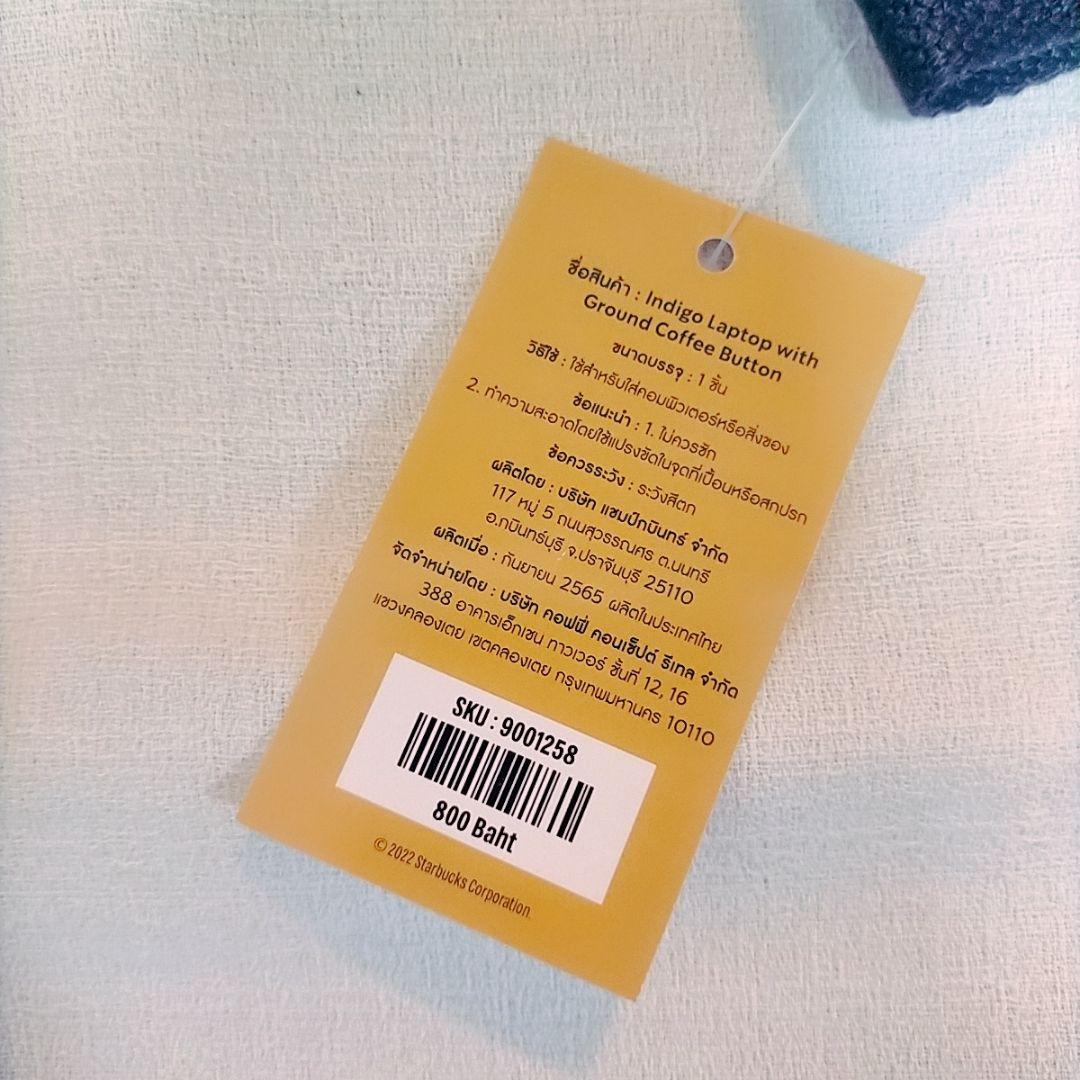 ชื่อสินค้า : Indigo Laptop with
Ground Coffee Button
ขนาดบรรจุ : 1 ชิ้น
วิธีใช้ : ใช้สำหรับใส่คอมพิวเตอร์หรือสิ่งของ
ข้อแนะนำ : 1. ไม่ควรซัก
2. ทำความสะอาดโดยใช้แปรงขัดในจุดที่เปื้อนหรือสกปรก
ข้อควรระวัง : ระวังสีตก
ผลิตโดย : บริษัท แชมป์กบินทร์ จำกัด
117 หมู่ 5 ถนนสุวรรณศร ต.นนทรี
อ.กบินทร์บุรี จ.ปราจีนบุรี 25110
ผลิตเมื่อ : กันยายน 2565 ผลิตในประเทศไทย
จัดจำหน่ายโดย : บริษัท คอฟฟี่ คอนเซ็ปต์ รีเทล จำกัด
388 อาคารเอ็กเชน ทาวเวอร์ ชั้นที่ 12, 16
แขวงคลองเตย เขตคลองเตย กรุงเทพมหานคร 10110
SKU : 9001258
800 Baht
© 2022 Starbucks Corporation.